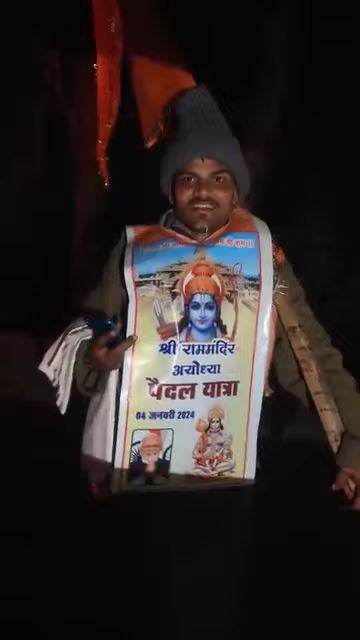 श्री राममंदिर
अयोध्या
पैदल यात्रा
04 जनवरी 2024